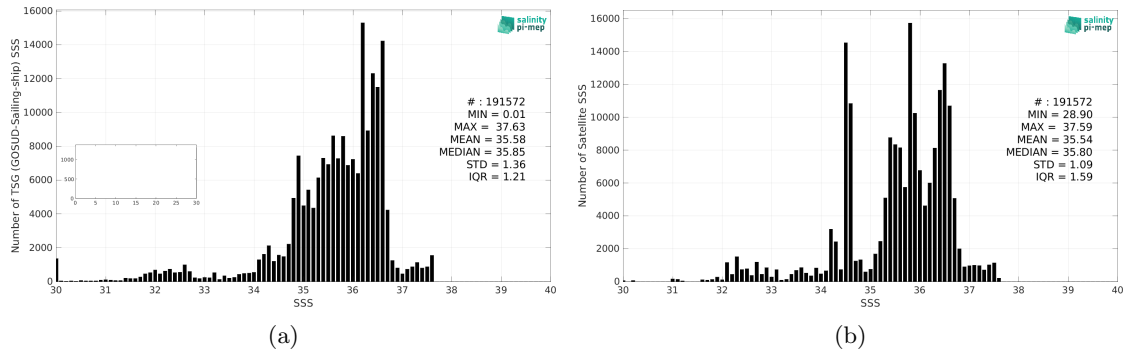 salinity
pi-mep
Number of TSG (GOSUD-Sailing-ship) SSS
16000
14000
12000
10000
8000
6000
4000
2000
0
# : 191572
MIN = 0.01
MAX = 37.63
MEAN = 35.58
MEDIAN = 35.85
STD = 1.36
IQR = 1.21
1000
500
0
0 5 10 15 20 25 30
30 31 32 33 34 35 36 37 38 39 40
SSS
(a)
salinity
pi-mep
Number of Satellite SSS
16000
14000
12000
10000
8000
6000
4000
2000
0
# : 191572
MIN = 28.90
MAX = 37.59
MEAN = 35.54
MEDIAN = 35.80
STD = 1.09
IQR = 1.59
30 31 32 33 34 35 36 37 38 39 40
SSS
(b)